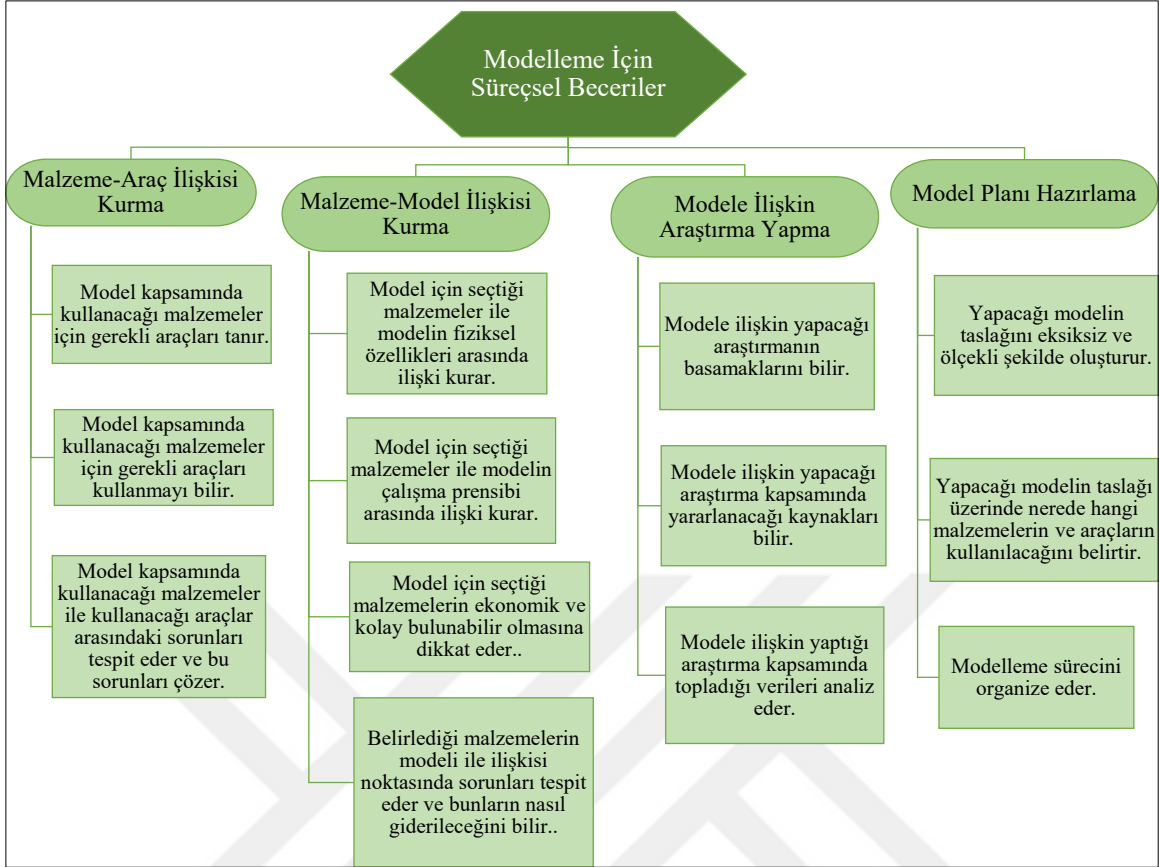 Modelleme İçin
Süreçsel Beceriler
Malzeme-Araç İlişkisi
Kurma
Model kapsamında
kullanacağı malzemeler
için gerekli araçları tanır.
Model kapsamında
kullanacağı malzemeler
için gerekli araçları
kullanmayı bilir.
Model kapsamında
kullanacağı malzemeler
ile kullanacağı araçlar
arasındaki sorunları
tespit eder ve bu
sorunları çözer.
Malzeme-Model İlişkisi
Kurma
Model için seçtiği
malzemeler ile
modelin fiziksel
özellikleri arasında
ilişki kurar.
Model için seçtiği
malzemeler ile modelin
çalışma prensibi
arasında ilişki kurar.
Model için seçtiği
malzemelerin ekonomik ve
kolay bulunabilir olmasına
dikkat eder..
Belirlediği malzemelerin
modeli ile ilişkisi
noktasında sorunları tespit
eder ve bunların nasıl
giderileceğini bilir..
Modele İlişkin
Araştırma Yapma
Modele ilişkin yapacağı
araştırmanın
basamaklarını bilir.
Modele ilişkin yapacağı
araştırma kapsamında
yararlanacağı kaynakları
bilir.
Modele ilişkin yaptığı
araştırma kapsamında
topladığı verileri analiz
eder.
Model Planı Hazırlama
Yapacağı modelin
taslağını eksiksiz ve
ölçekli şekilde oluşturur.
Yapacağı modelin taslağı
üzerinde nerede hangi
malzemelerin ve araçların
kullanılacağını belirtir.
Modelleme sürecini
organize eder.